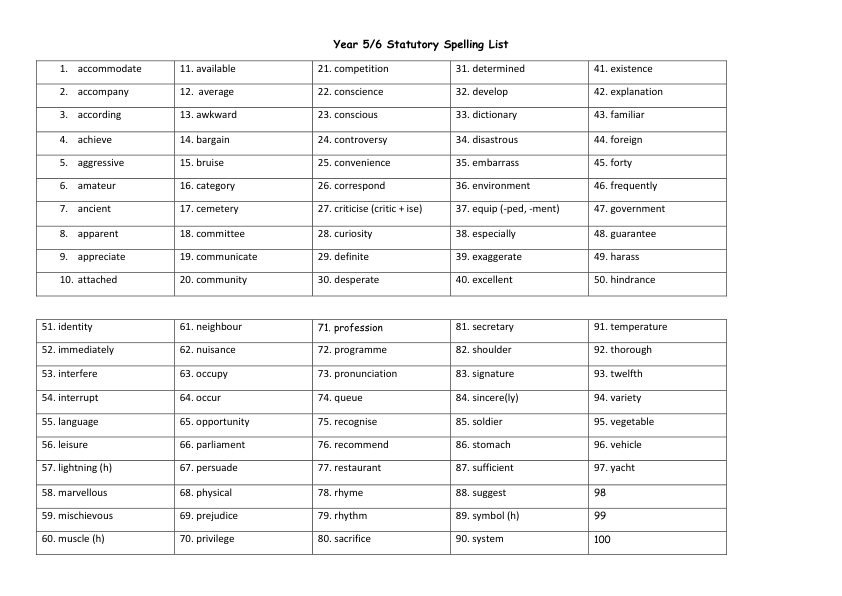 Year 5/6 Statutory Spelling List
1. accommodate 11. available 21. competition 31. determined 41. existence
2. accompany 12. average 22. conscience 32. develop 42. explanation
3. according 13. awkward 23. conscious 33. dictionary 43. familiar
4. achieve 14. bargain 24. controversy 34. disastrous 44. foreign
5. aggressive 15. bruise 25. convenience 35. embarrass 45. forty
6. amateur 16. category 26. correspond 36. environment 46. frequently
7. ancient 17. cemetery 27. criticise (critic + ise) 37. equip (-ped, -ment) 47. government
8. apparent 18. committee 28. curiosity 38. especially 48. guarantee
9. appreciate 19. communicate 29. definite 39. exaggerate 49. harass
10. attached 20. community 30. desperate 40. excellent 50. hindrance
51. identity 61. neighbour 71. profession 81. secretary 91. temperature
52. immediately 62. nuisance 72. programme 82. shoulder 92. thorough
53. interfere 63. occupy 73. pronunciation 83. signature 93. twelfth
54. interrupt 64. occur 74. queue 84. sincere(ly) 94. variety
55. language 65. opportunity 75. recognise 85. soldier 95. vegetable
56. leisure 66. parliament 76. recommend 86. stomach 96. vehicle
57. lightning (h) 67. persuade 77. restaurant 87. sufficient 97. yacht
58. marvellous 68. physical 78. rhyme 88. suggest 98
59. mischievous 69. prejudice 79. rhythm 89. symbol (h) 99
60. muscle (h) 70. privilege 80. sacrifice 90. system 100